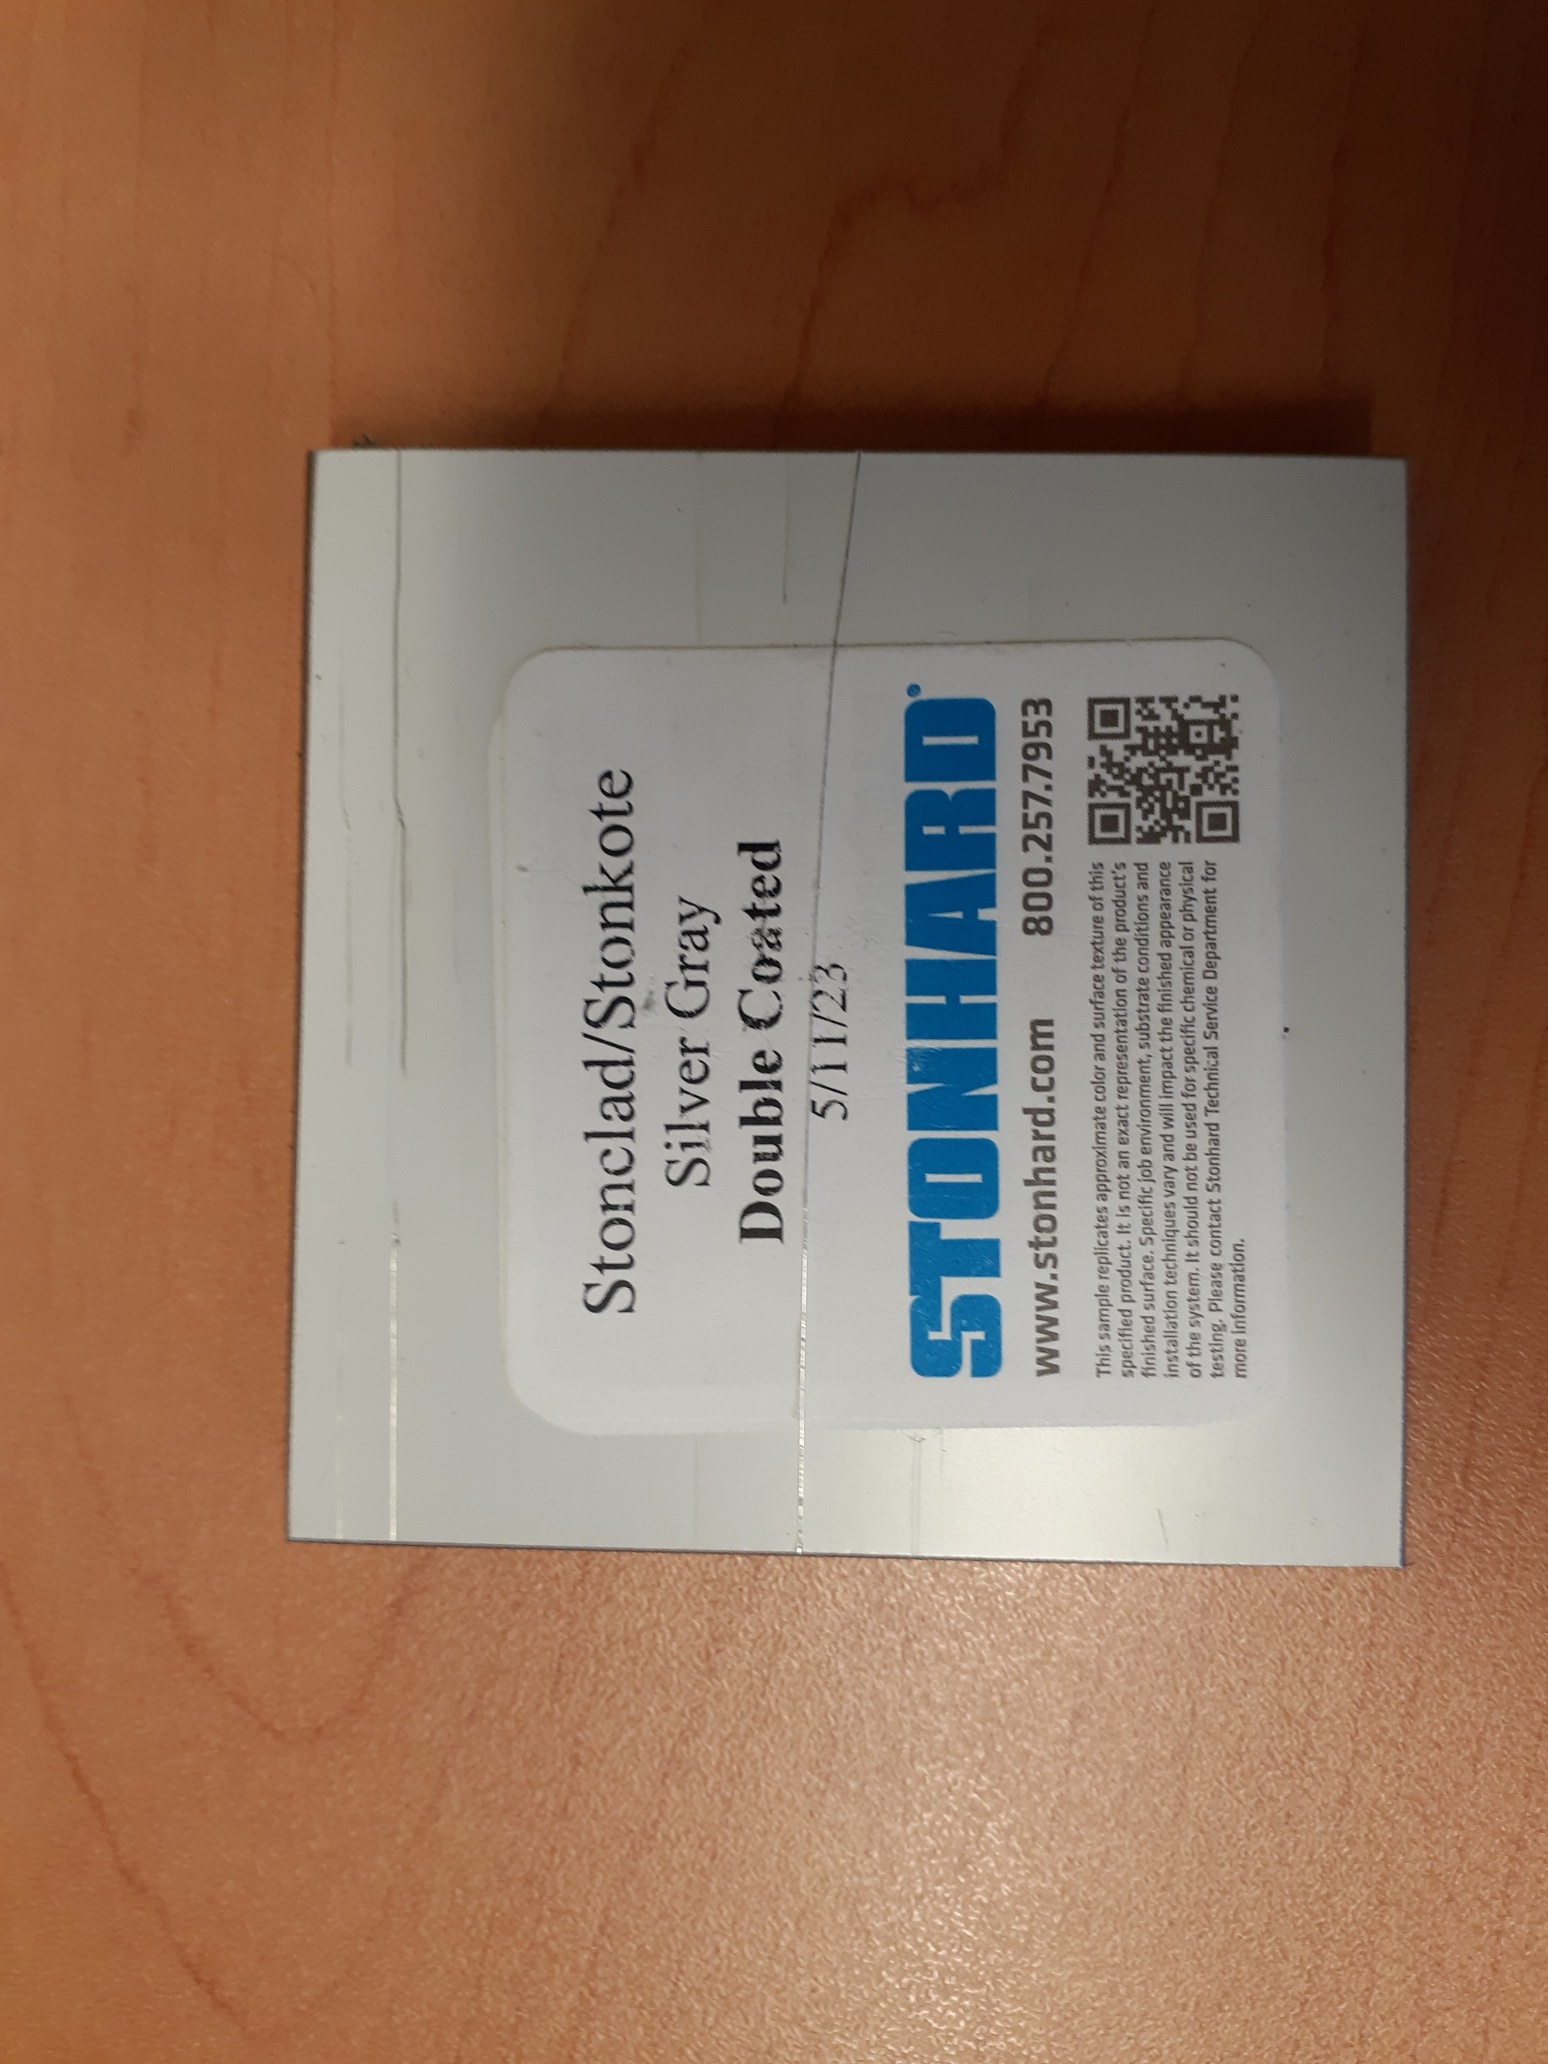 Stonclad/Stonkote
Silver Gray
Double Coated
5/11/23
STONHARD®
www.stonhard.com 800.257.7953
This sample replicates approximate color and surface texture of this
specified product. It is not an exact representation of the product's
finished surface. Specific job environment, substrate conditions and
installation techniques vary and will impact the finished appearance
of the system. It should not be used for specific chemical or physical
testing. Please contact Stonhard Technical Service Department for
more information.